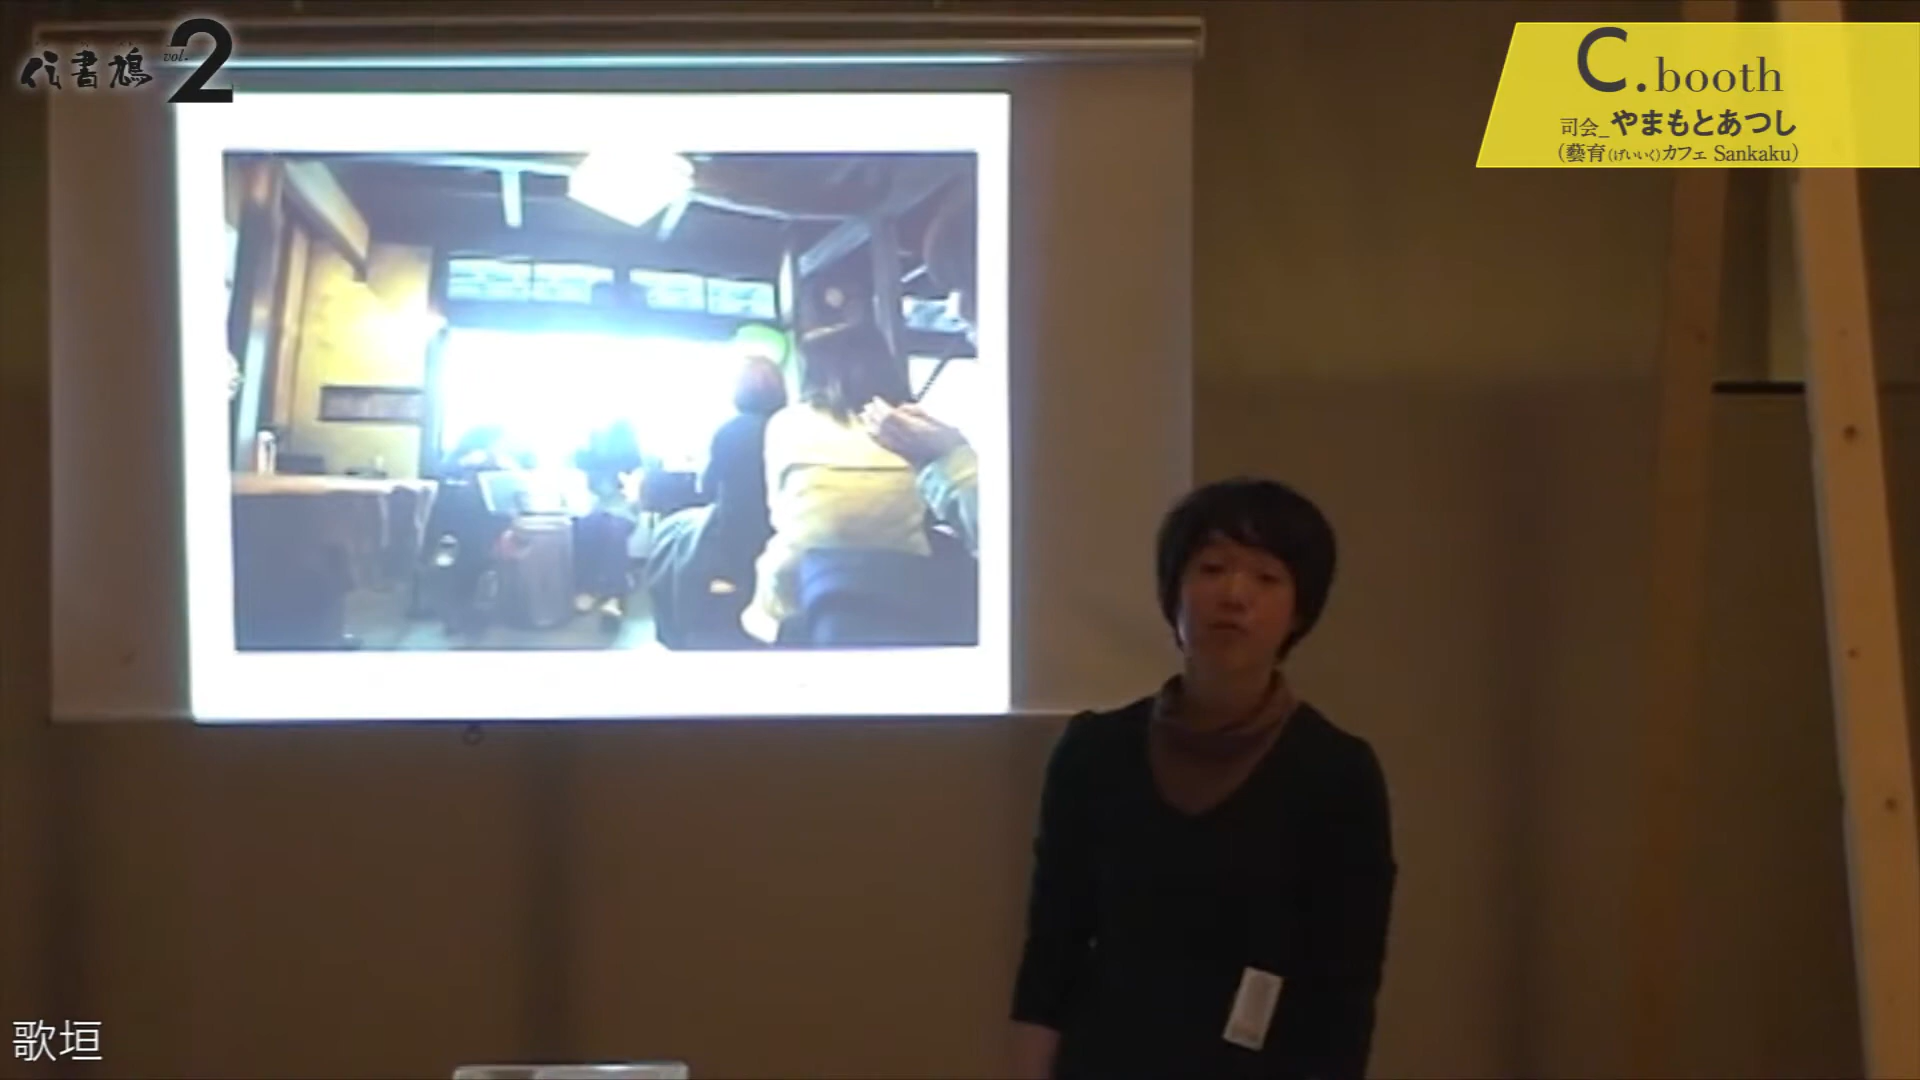 伝書鳩 vol.2
C.booth
司会_やまもとあつし
(藝育(げいいく)カフェ Sankaku)
歌垣